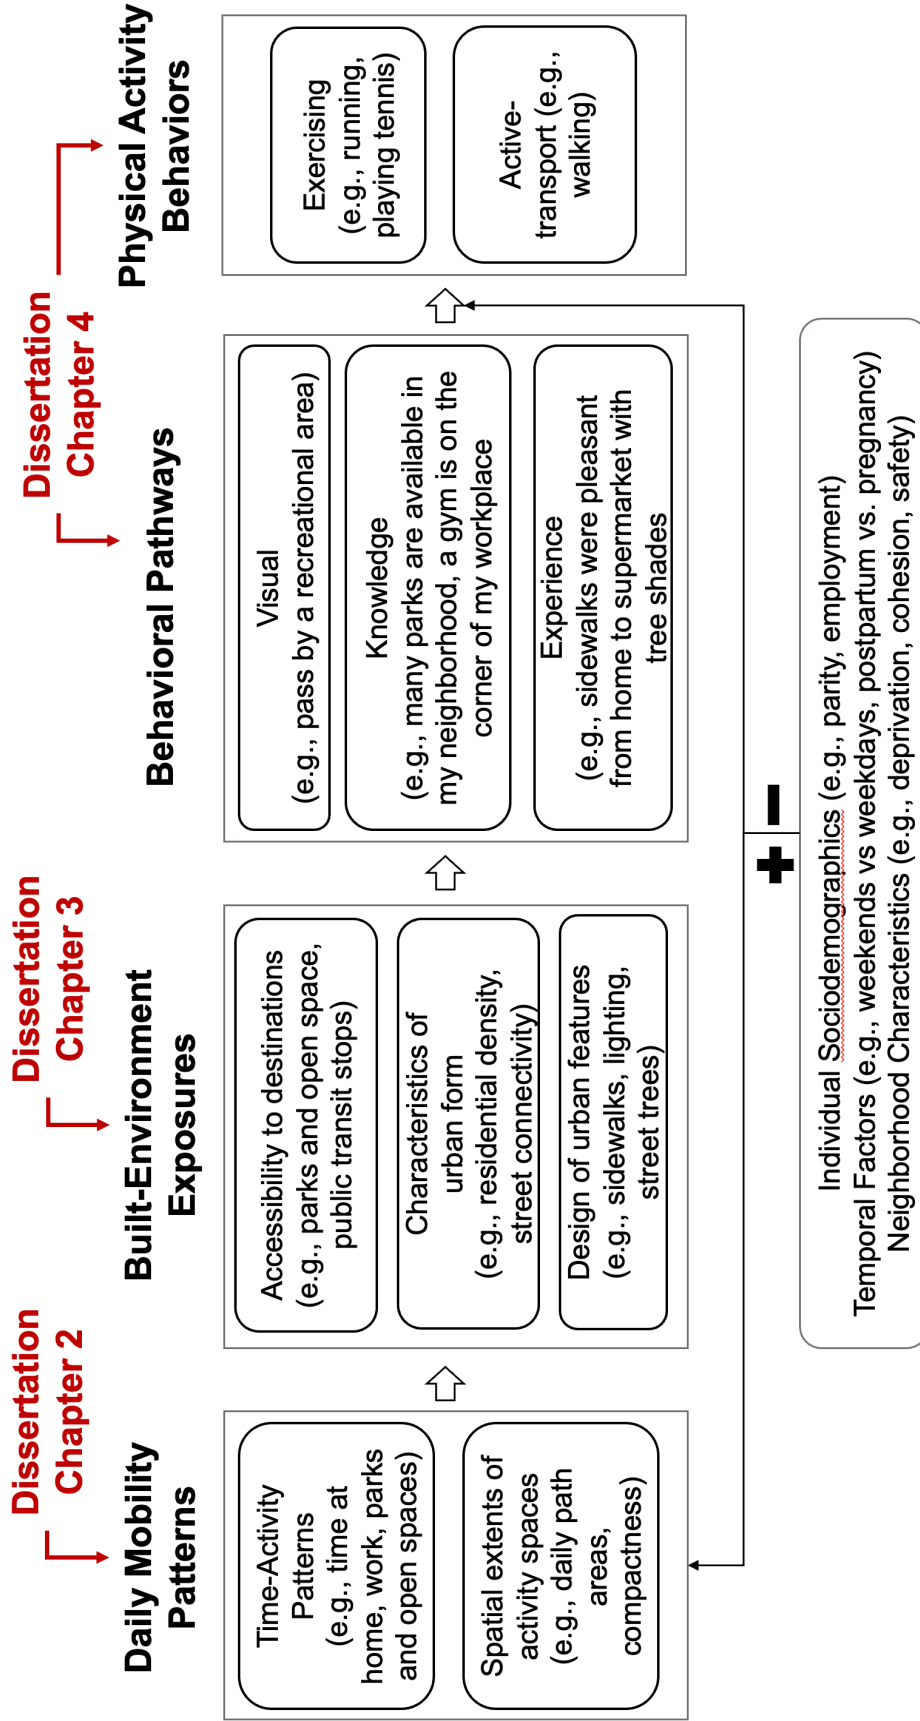 Dissertation
Chapter 2
Dissertation
Chapter 3
Dissertation
Chapter 4
Daily Mobility
Patterns
Time-Activity
Patterns
(e.g., time at
home, work, parks
and open spaces)
Spatial extents of
activity spaces
(e.g., daily path
areas,
compactness)
Built-Environment
Exposures
Accessibility to destinations
(e.g., parks and open space,
public transit stops)
Characteristics of
urban form
(e.g., residential density,
street connectivity)
Design of urban features
(e.g., sidewalks, lighting,
street trees)
Behavioral Pathways
Visual
(e.g., pass by a recreational area)
Knowledge
(e.g., many parks are available in
my neighborhood, a gym is on the
corner of my workplace
Experience
(e.g., sidewalks were pleasant
from home to supermarket with
tree shades
Physical Activity
Behaviors
Exercising
(e.g., running,
playing tennis)
Active-
transport (e.g.,
walking)
+ −
Individual Sociodemographics (e.g., parity, employment)
Temporal Factors (e.g., weekends vs weekdays, postpartum vs. pregnancy)
Neighborhood Characteristics (e.g., deprivation, cohesion, safety)